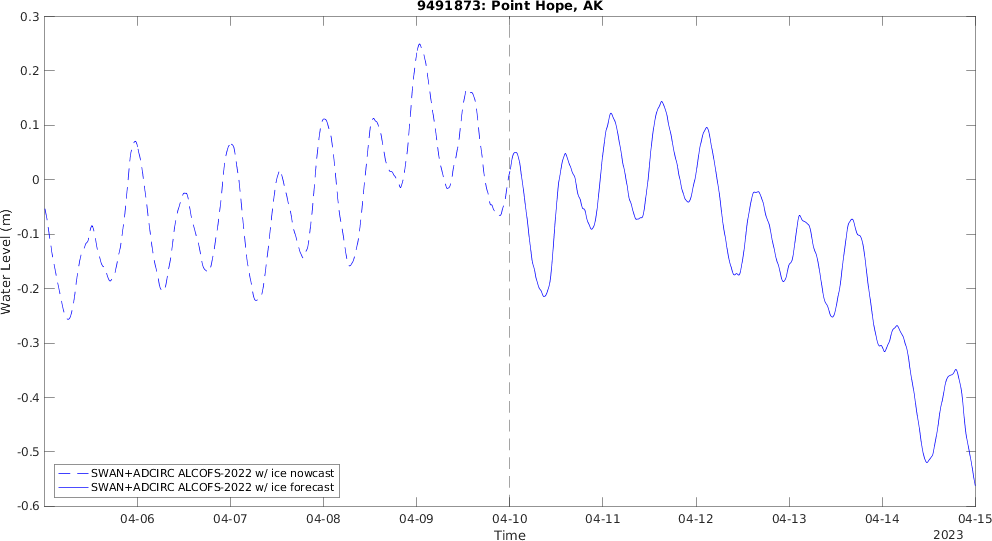 9491873: Point Hope, AK
0.3
0.2
0.1
0
-0.1
-0.2
-0.3
-0.4
-0.5
-0.6
Water Level (m)
SWAN+ADCIRC ALCOFS-2022 w/ ice nowcast
SWAN+ADCIRC ALCOFS-2022 w/ ice forecast
04-06 04-07 04-08 04-09 04-10 04-11 04-12 04-13 04-14 04-15
Time
2023